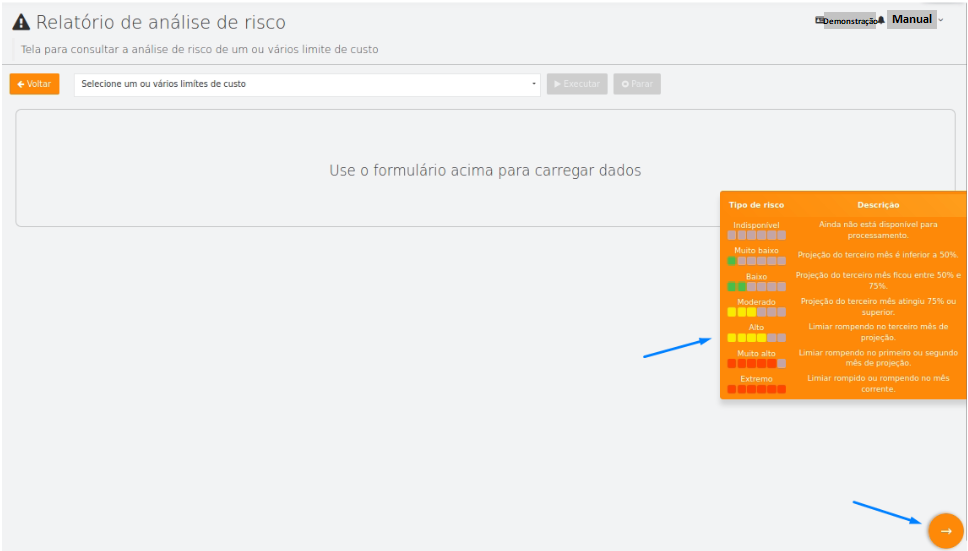 Relatório de análise de risco
Demonstração Manual
Tela para consultar a análise de risco de um ou vários limite de custo
Voltar
Selecione um ou vários limites de custo
Executar
Parar
Use o formulário acima para carregar dados
Tipo de risco Descrição
Indisponível Ainda não está disponível para
processamento.
Muito baixo Projeção do terceiro mês é inferior a 50%.
Baixo Projeção do terceiro mês ficou entre 50% e
75%.
Moderado Projeção do terceiro mês atingiu 75% ou
superior.
Alto Limiar rompendo no terceiro mês de
projeção.
Muito alto Limiar rompendo no primeiro ou segundo
mês de projeção.
Extremo Limiar rompido ou rompendo no mês
corrente.